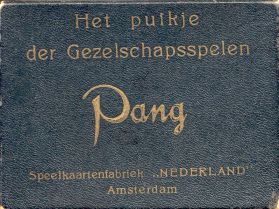 Het puikje
der Gezelschapsspelen
Pang
Speelkaartenfabriek „NEDERLAND”
Amsterdam